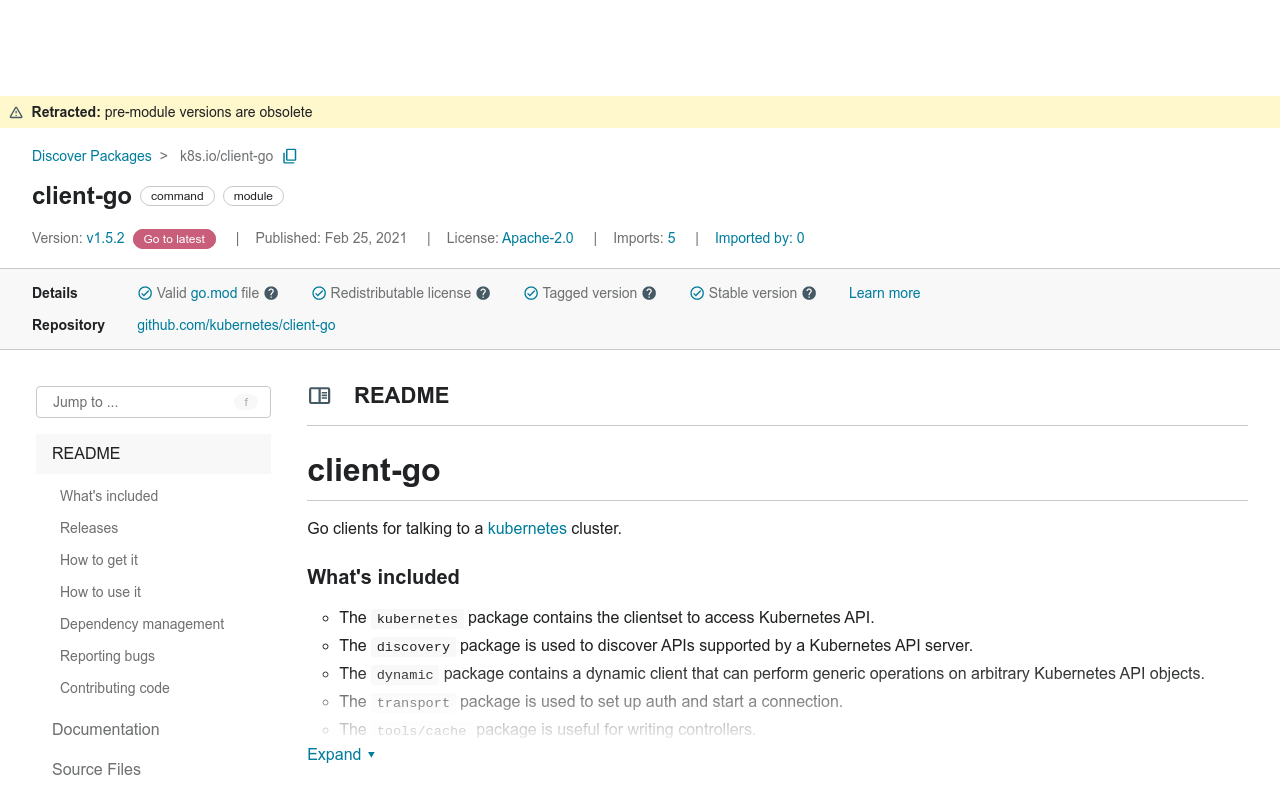 Retracted: pre-module versions are obsolete
Discover Packages > k8s.io/client-go
client-go command module
Version: v1.5.2 Go to latest | Published: Feb 25, 2021 | License: Apache-2.0 | Imports: 5 | Imported by: 0
Details Valid go.mod file ? Redistributable license ? Tagged version ? Stable version ? Learn more
Repository github.com/kubernetes/client-go
Jump to ... f
README
What's included
Releases
How to get it
How to use it
Dependency management
Reporting bugs
Contributing code
Documentation
Source Files
README
client-go
Go clients for talking to a kubernetes cluster.
What's included
The kubernetes package contains the clientset to access Kubernetes API.
The discovery package is used to discover APIs supported by a Kubernetes API server.
The dynamic package contains a dynamic client that can perform generic operations on arbitrary Kubernetes API objects.
The transport package is used to set up auth and start a connection.
The tools/cache package is useful for writing controllers.
Expand ▾